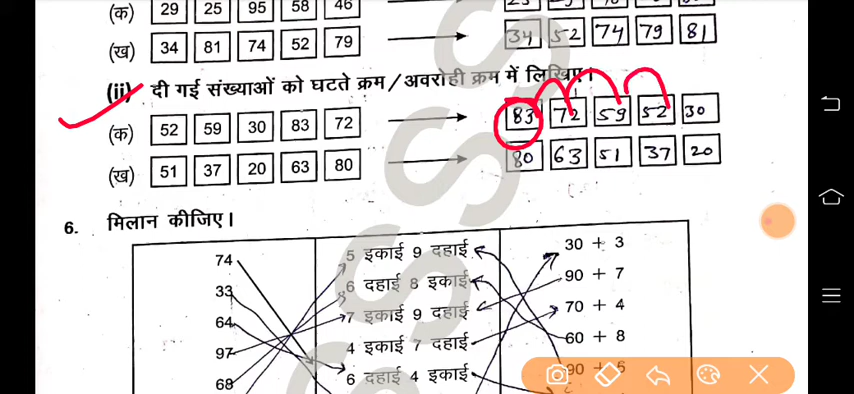 (क) 29 25 95 58 46
(ख) 34 81 74 52 79 34 52 74 79 81
(ii) दी गई संख्याओं को घटते क्रम/अवरोही क्रम में लिखिए।
(क) 52 59 30 83 72 83 72 59 52 30
(ख) 51 37 20 63 80 80 63 51 37 20
6. मिलान कीजिए।
74 5 इकाई 9 दहाई 30 + 3
33 6 दहाई 8 इकाई 90 + 7
64 7 इकाई 9 दहाई 70 + 4
97 4 इकाई 7 दहाई 60 + 8
68 6 दहाई 4 इकाई 90 + 5